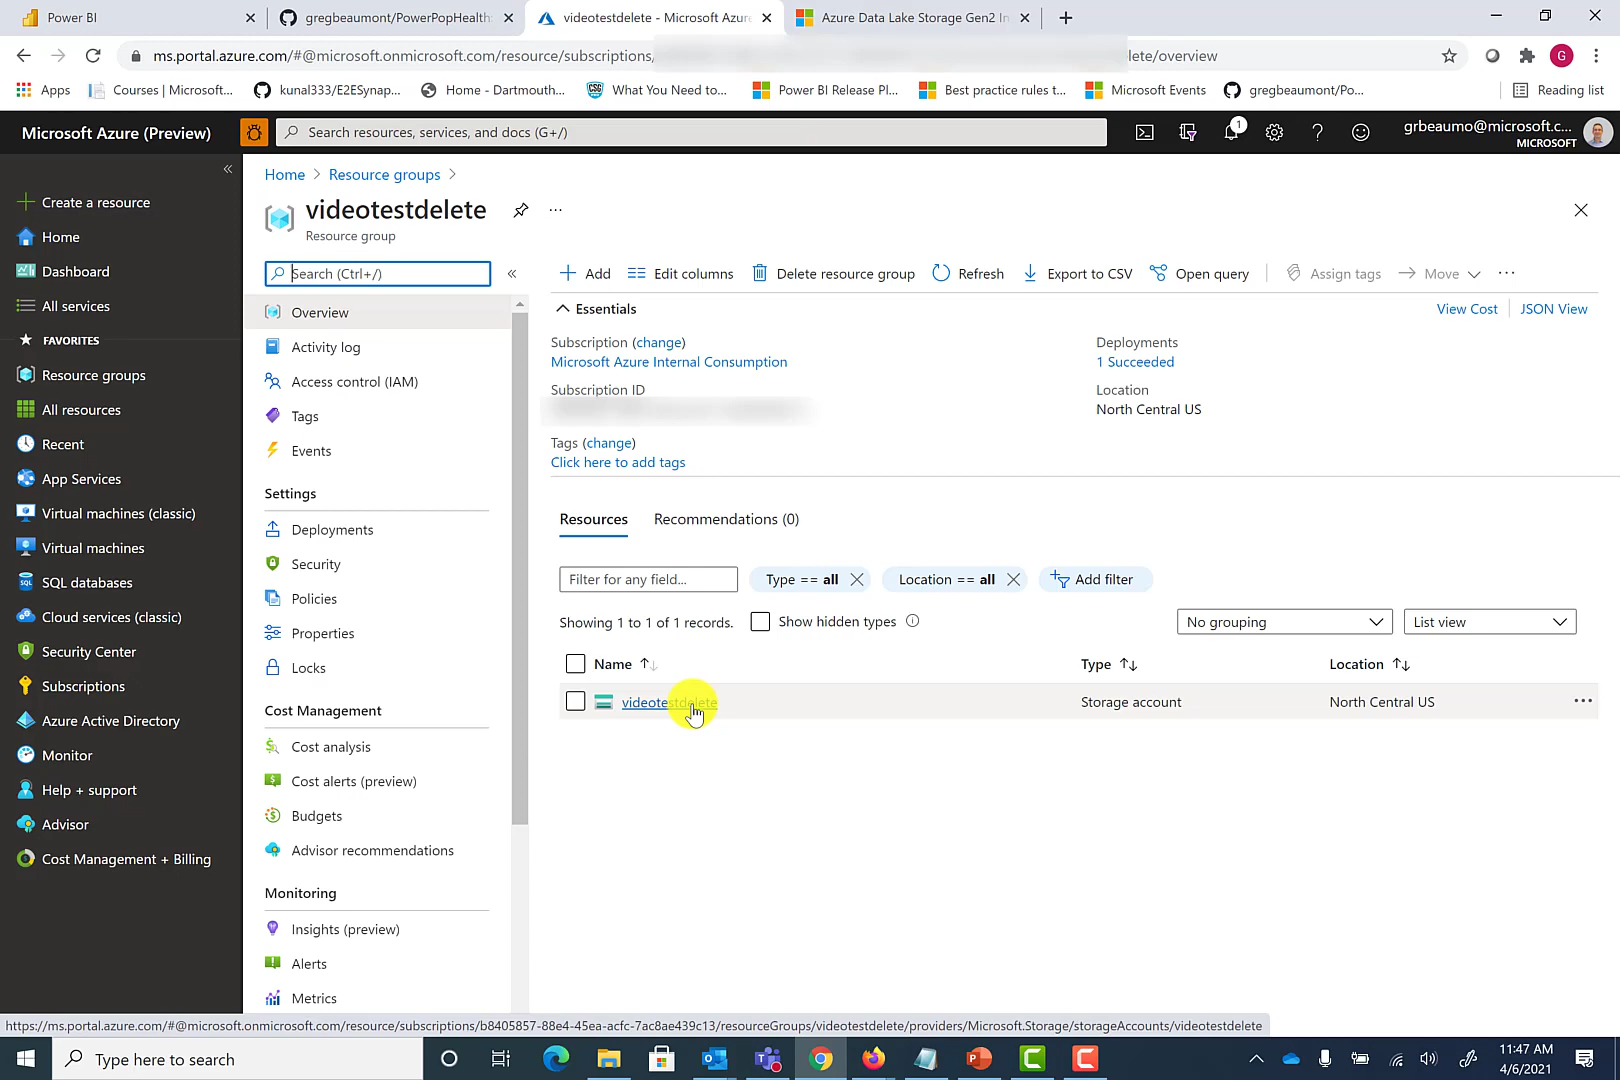 Power BI
gregbeaumont/PowerPopHealth:
videotestdelete - Microsoft Azure
Azure Data Lake Storage Gen2 In
ms.portal.azure.com/#@microsoft.onmicrosoft.com/resource/subscriptions/
lete/overview
Apps
Courses | Microsoft...
kunal333/E2ESynap...
Home - Dartmouth...
What You Need to...
Power BI Release Pl...
Best practice rules t...
Microsoft Events
gregbeaumont/Po...
Reading list
Microsoft Azure (Preview)
Search resources, services, and docs (G+/)
1
grbeaumo@microsoft.c...
MICROSOFT
Create a resource
Home
Dashboard
All services
FAVORITES
Resource groups
All resources
Recent
App Services
Virtual machines (classic)
Virtual machines
SQL databases
Cloud services (classic)
Security Center
Subscriptions
Azure Active Directory
Monitor
Help + support
Advisor
Cost Management + Billing
Home > Resource groups >
videotestdelete
Resource group
Search (Ctrl+/)
Overview
Activity log
Access control (IAM)
Tags
Events
Settings
Deployments
Security
Policies
Properties
Locks
Cost Management
Cost analysis
Cost alerts (preview)
Budgets
Advisor recommendations
Monitoring
Insights (preview)
Alerts
Metrics
Add
Edit columns
Delete resource group
Refresh
Export to CSV
Open query
Assign tags
Move
Essentials
View Cost
JSON View
Subscription (change)
Microsoft Azure Internal Consumption
Subscription ID
Tags (change)
Click here to add tags
Deployments
1 Succeeded
Location
North Central US
Resources
Recommendations (0)
Filter for any field...
Type == all
Location == all
Add filter
Showing 1 to 1 of 1 records.
Show hidden types
No grouping
List view
Name
Type
Location
videotestdelete
Storage account
North Central US
https://ms.portal.azure.com/#@microsoft.onmicrosoft.com/resource/subscriptions/b8405857-88e4-45ea-acfc-7ac8ae439c13/resourceGroups/videotestdelete/providers/Microsoft.Storage/storageAccounts/videotestdelete
Type here to search
11:47 AM
4/6/2021